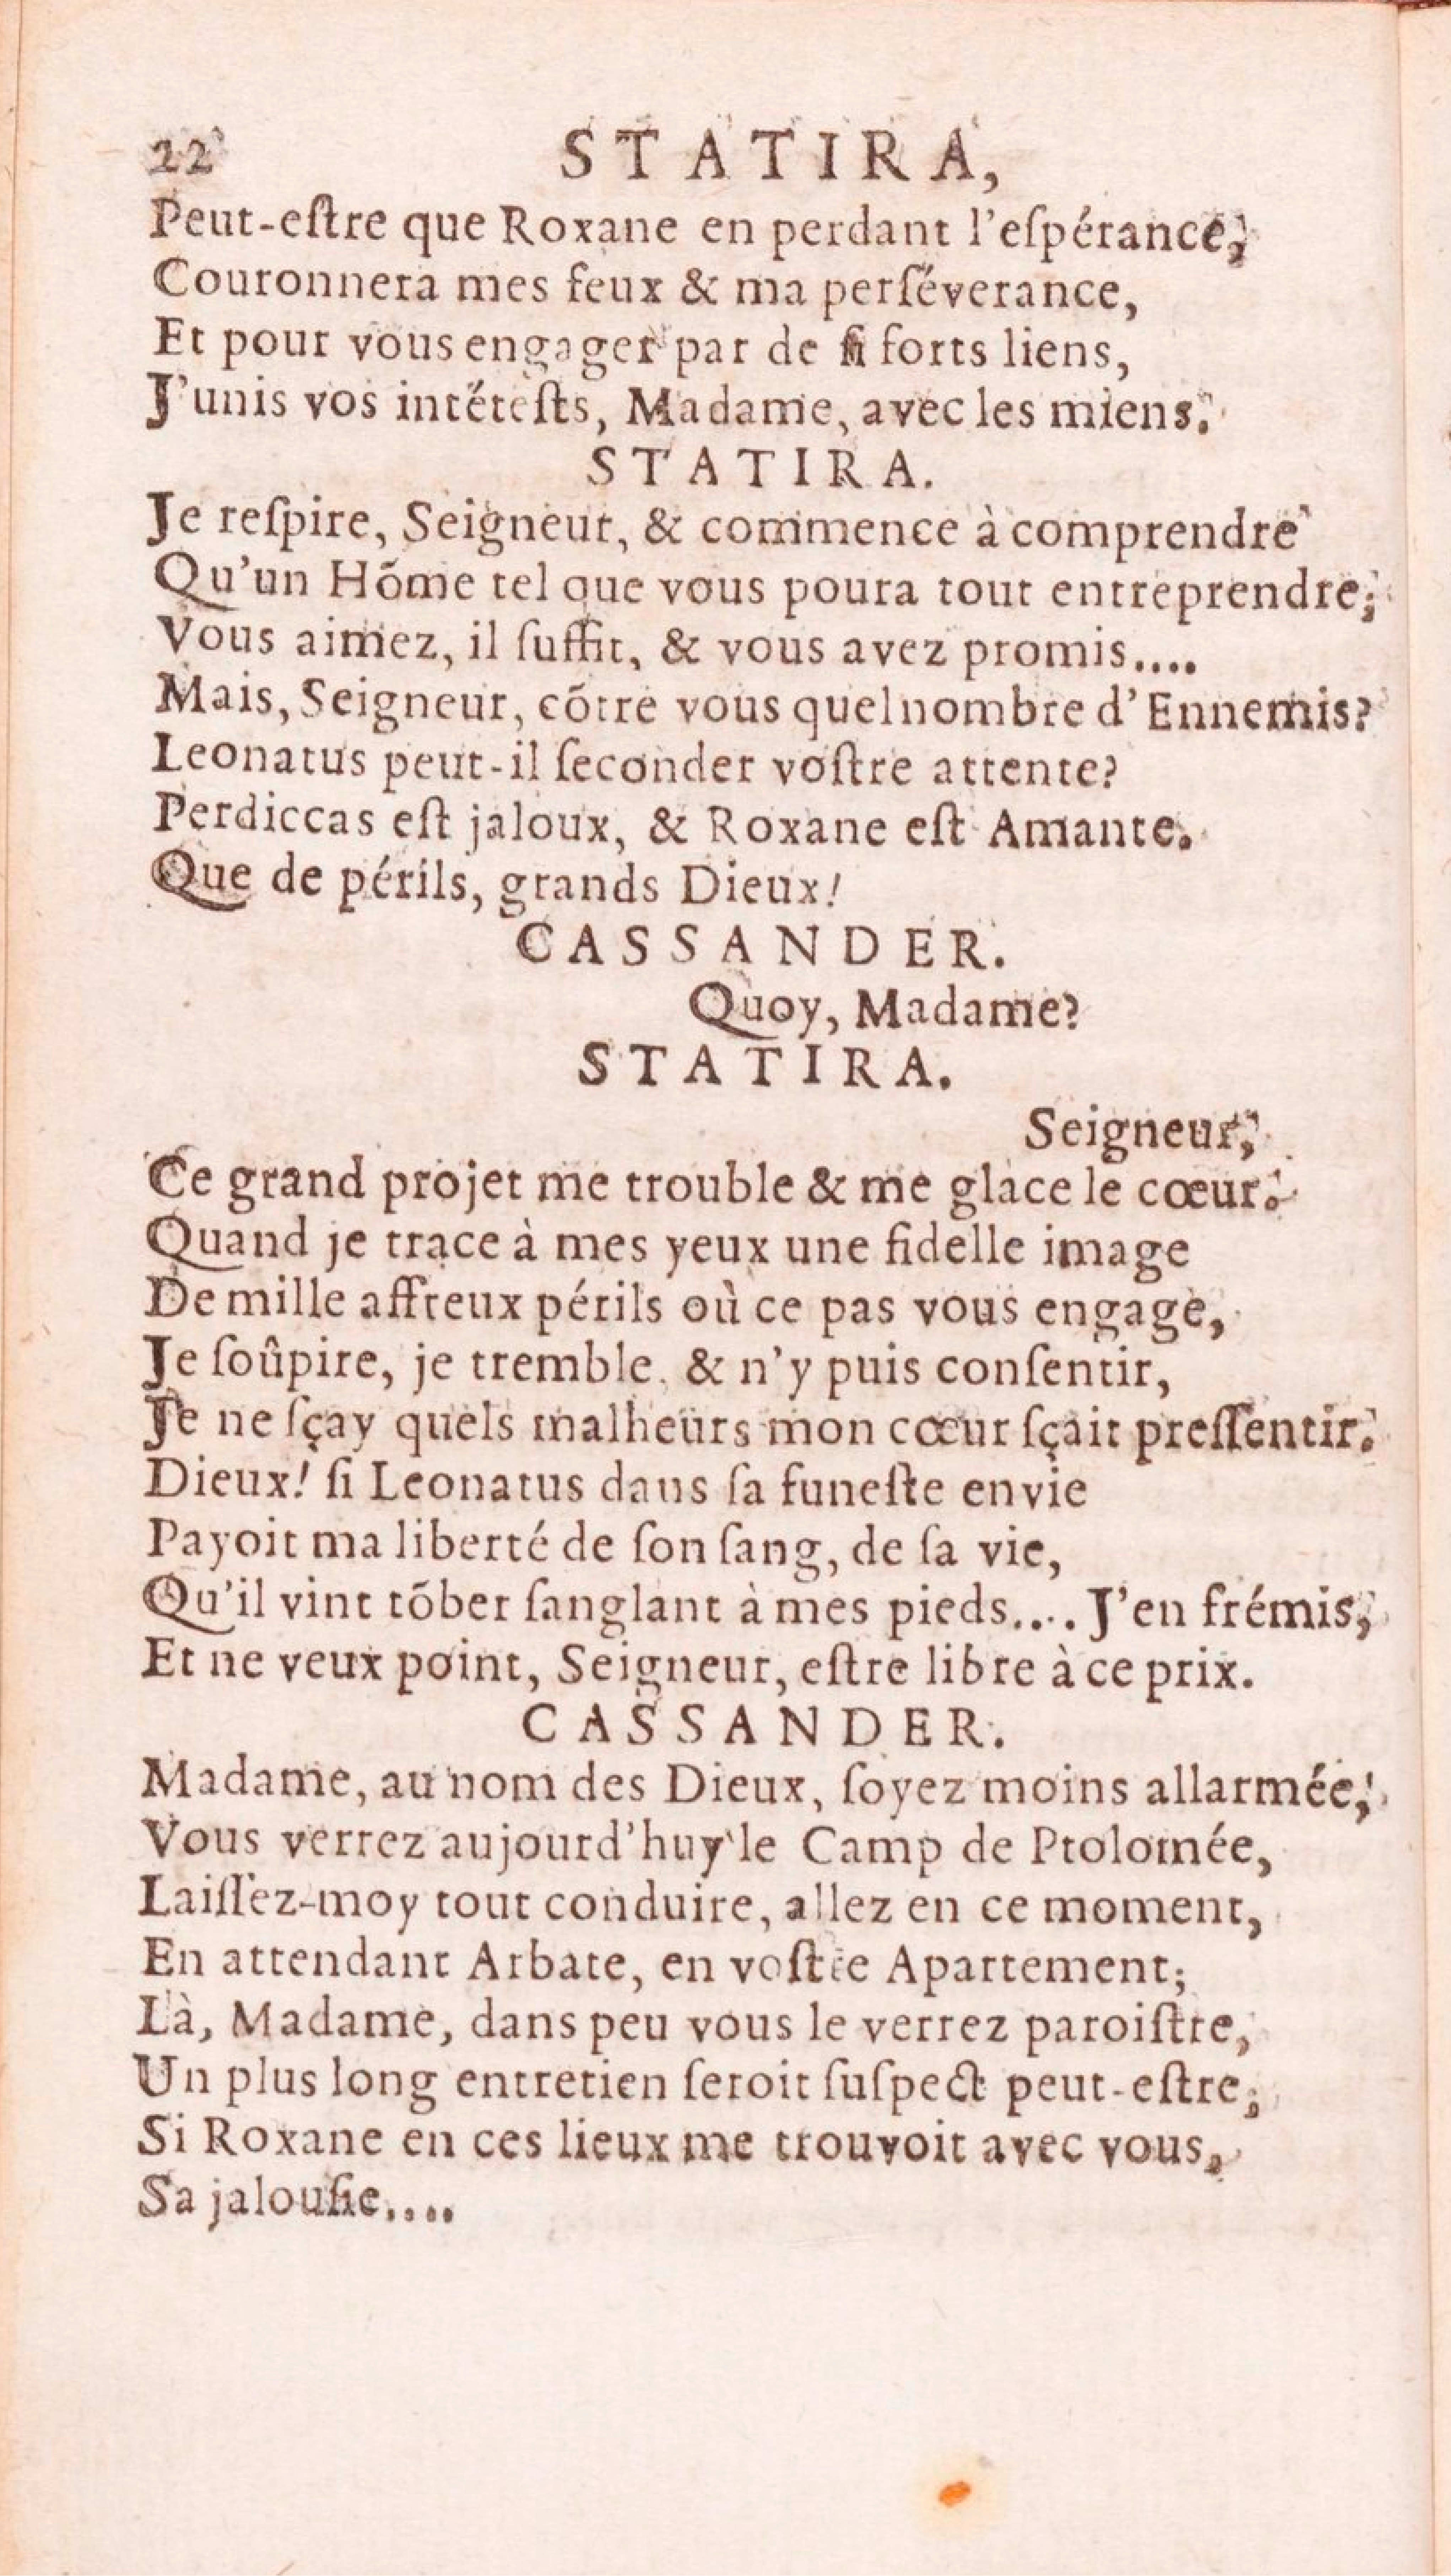 22 STATIRA,
Peut-eſtre que Roxane en perdant l'eſpérance,
Couronnera mes feux & ma perſéverance,
Et pour vous engager par de ſi forts liens,
J'unis vos intéreſts, Madame, avec les miens.
STATIRA.
Je reſpire, Seigneur, & commence à comprendre
Qu'un Hõme tel que vous poura tout entreprendre;
Vous aimez, il ſuffit, & vous avez promis....
Mais, Seigneur, cõtre vous quel nombre d'Ennemis?
Leonatus peut-il ſeconder voſtre attente?
Perdiccas eſt jaloux, & Roxane eſt Amante.
Que de périls, grands Dieux!
CASSANDER.
Quoy, Madame?
STATIRA.
Seigneur,
Ce grand projet me trouble & me glace le cœur.
Quand je trace à mes yeux une fidelle image
De mille affreux périls où ce pas vous engage,
Je ſoûpire, je tremble, & n'y puis conſentir,
Je ne ſçay quels malheurs mon cœur ſçait preſſentir.
Dieux! ſi Leonatus daus ſa funeſte envie
Payoit ma liberté de ſon ſang, de ſa vie,
Qu'il vint tõber ſanglant à mes pieds.... J'en frémis,
Et ne veux point, Seigneur, eſtre libre à ce prix.
CASSANDER.
Madame, au nom des Dieux, ſoyez moins allarmée,
Vous verrez aujourd'huy le Camp de Ptolomée,
Laiſſez-moy tout conduire, allez en ce moment,
En attendant Arbate, en voſtre Apartement;
Là, Madame, dans peu vous le verrez paroiſtre,
Un plus long entretien ſeroit ſuſpect peut-eſtre;
Si Roxane en ces lieux me trouvoit avec vous,
Sa jalouſie....